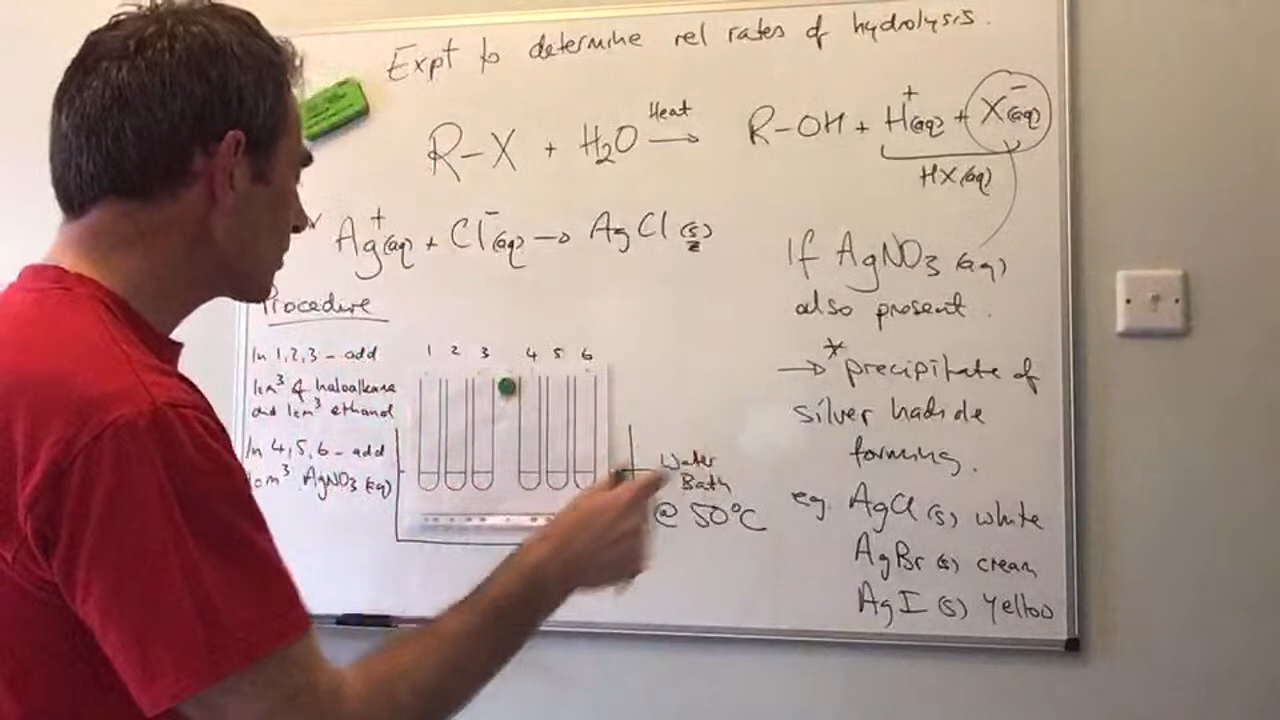 Expt to determine rel rates of hydrolysis.
R-X + H2O Heat → R-OH + H+(aq) + X-(aq)
HX(aq)
Ag+(aq) + Cl-(aq) → AgCl (s)
If AgNO3 (aq)
also present.
→ * precipitate of
silver halide
forming.
eg AgCl (s) white
AgBr (s) cream
AgI (s) Yellow
Procedure
In 1,2,3 - add
1cm3 of haloalkane
and 1cm3 ethanol
In 4,5,6 - add
AgNO3 (aq)
1 2 3 4 5 6
Water
Bath
@ 50°C